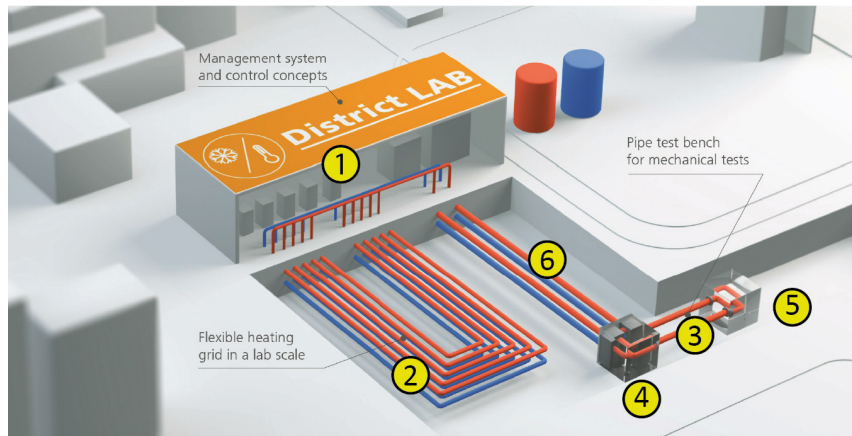 Management system
and control concepts
District LAB
1
Pipe test bench
for mechanical tests
6
5
3
Flexible heating
grid in a lab scale
2
4